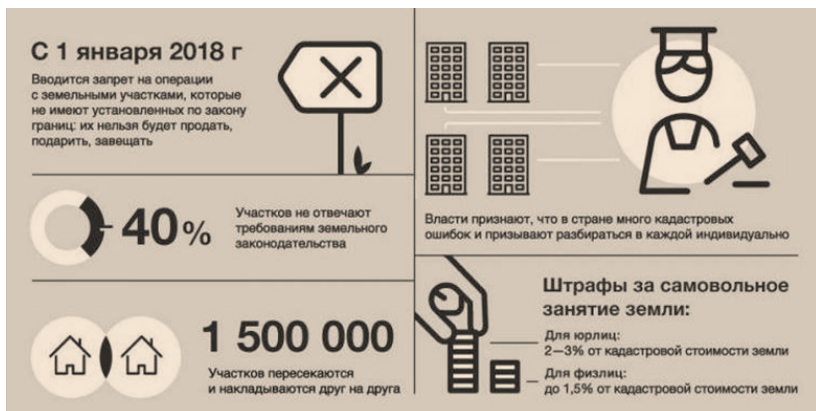 С 1 января 2018 г
Вводится запрет на операции
с земельными участками, которые
не имеют установленных по закону
границ: их нельзя будет продать,
подарить, завещать
40%
Участков не отвечают
требованиям земельного
законодательства
1 500 000
Участков пересекаются
и накладываются друг на друга
Власти признают, что в стране много кадастровых
ошибок и призывают разбираться в каждой индивидуально
Штрафы за самовольное
занятие земли:
Для юрлиц:
2—3% от кадастровой стоимости земли
Для физлиц:
до 1,5% от кадастровой стоимости земли